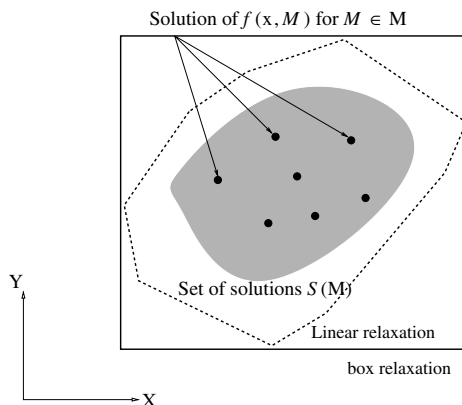 Solution of f (x, M ) for M ∈ M
Set of solutions S (M)
Y
Linear relaxation
box relaxation
X